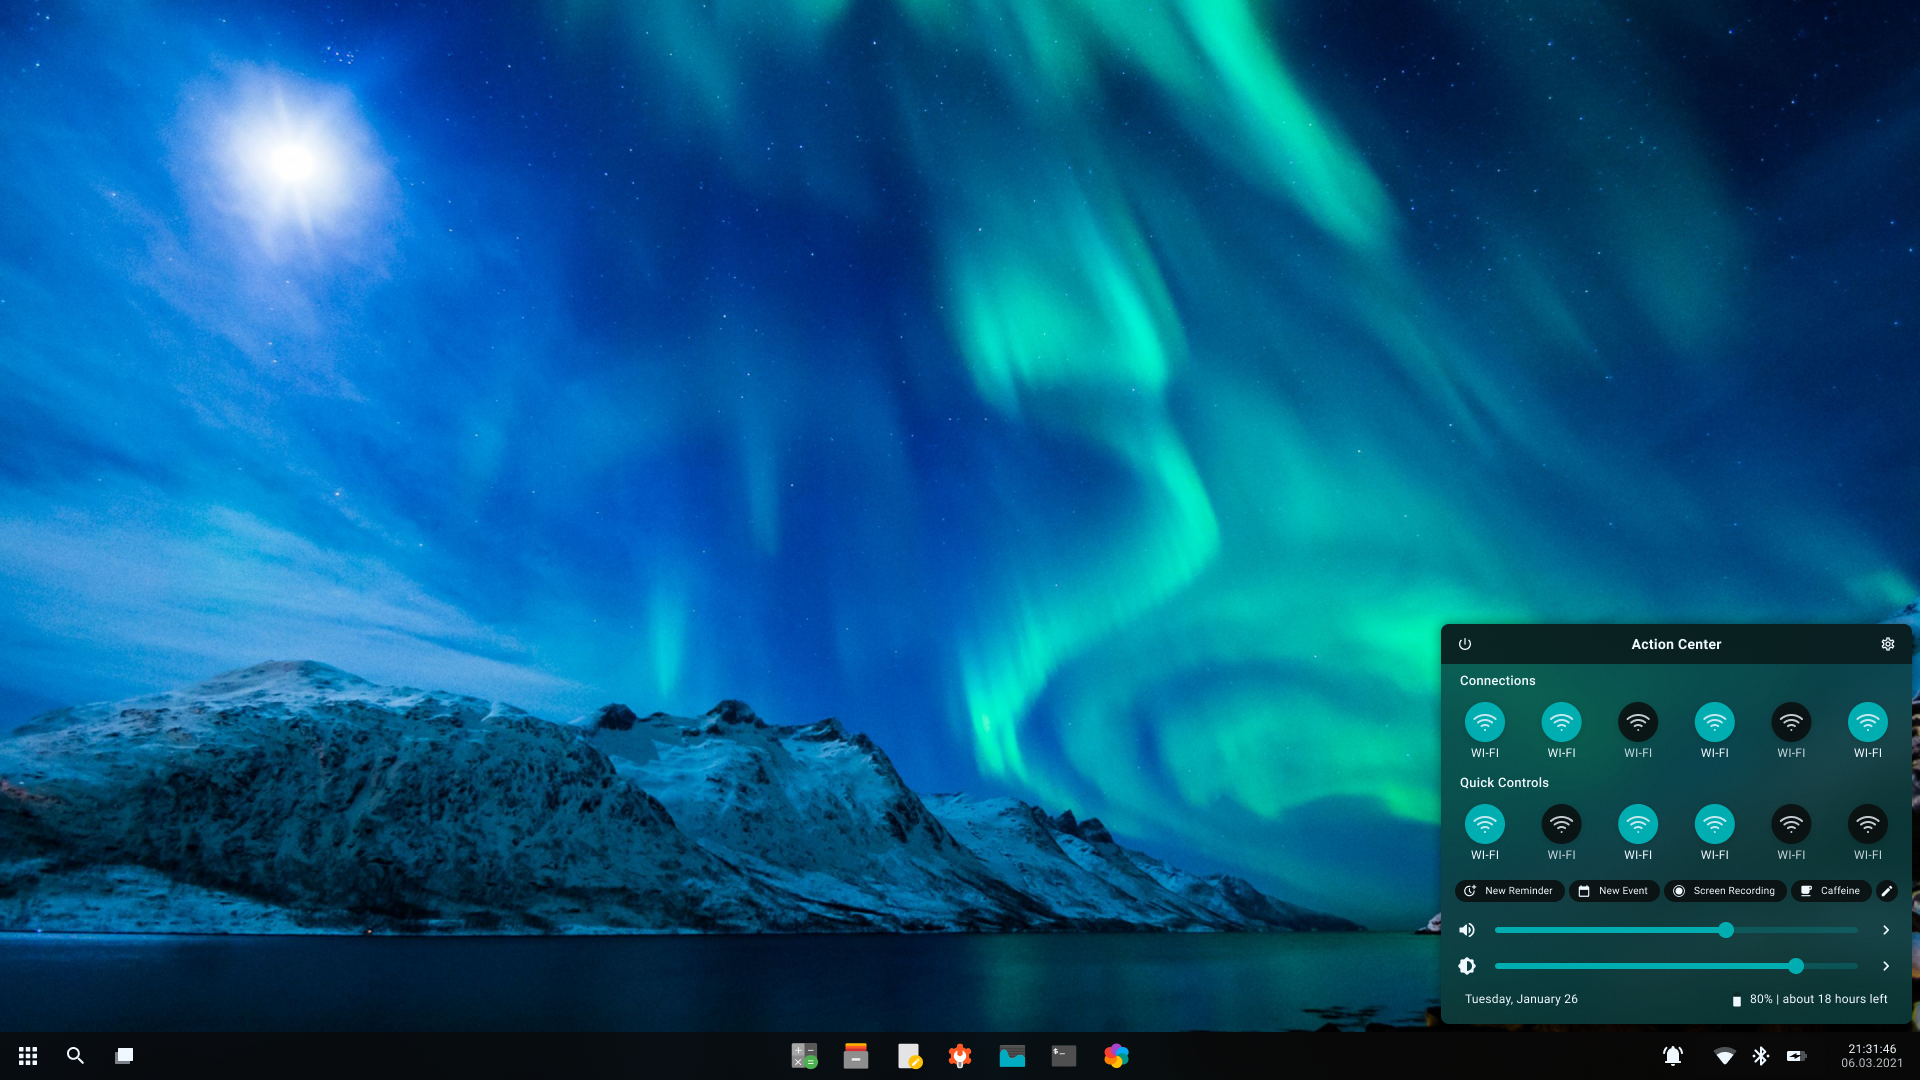 Action Center
Connections
WI-FI WI-FI WI-FI WI-FI WI-FI WI-FI
Quick Controls
WI-FI WI-FI WI-FI WI-FI WI-FI WI-FI
New Reminder New Event Screen Recording Caffeine
Tuesday, January 26 80% | about 18 hours left
21:31:46
06.03.2021